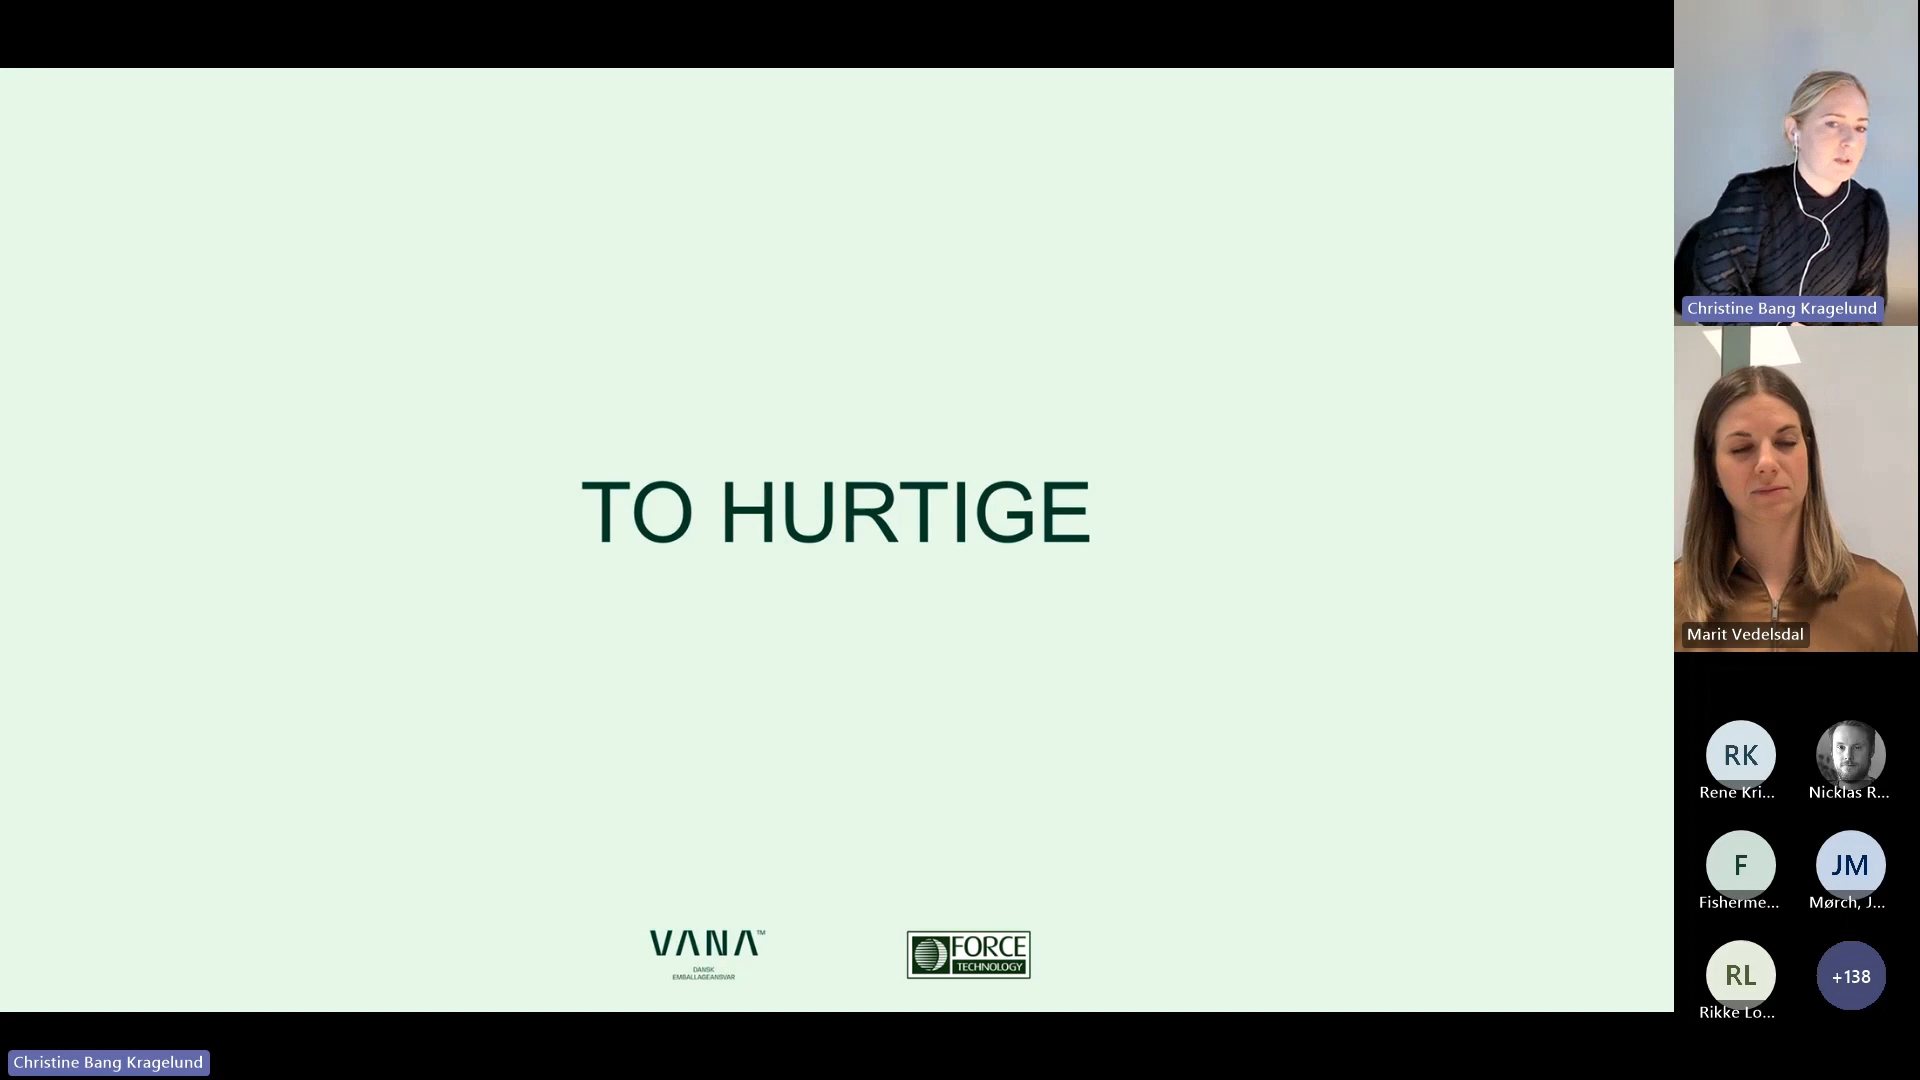 TO HURTIGE
VANA™
DANSK
EMBALLAGEANSVAR
FORCE
TECHNOLOGY
Christine Bang Kragelund
Marit Vedelsdal
RK
Rene Kri...
Nicklas R...
F
Fisherme...
JM
Mørch, J...
RL
Rikke Lo...
+138
Christine Bang Kragelund